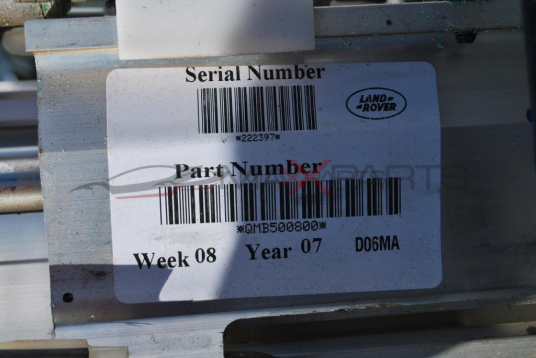 Serial Number
*222397*
LAND ROVER
Part Number
*QMB500800*
Week 08 Year 07 D06MA